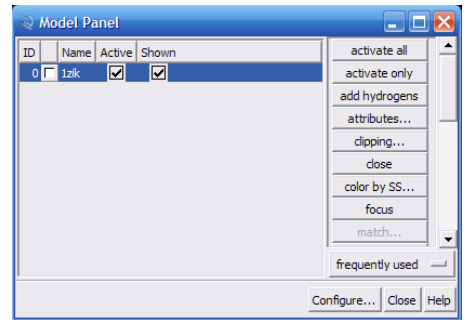 Model Panel
ID Name Active Shown
0 1zik
activate all
activate only
add hydrogens
attributes...
clipping...
close
color by SS...
focus
match...
frequently used
Configure... Close Help